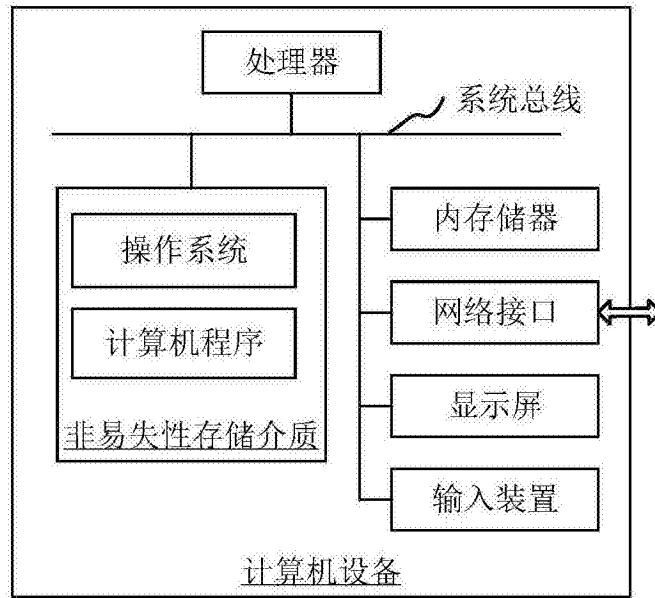 处理器
系统总线
操作系统
计算机程序
非易失性存储介质
内存储器
网络接口
显示屏
输入装置
计算机设备